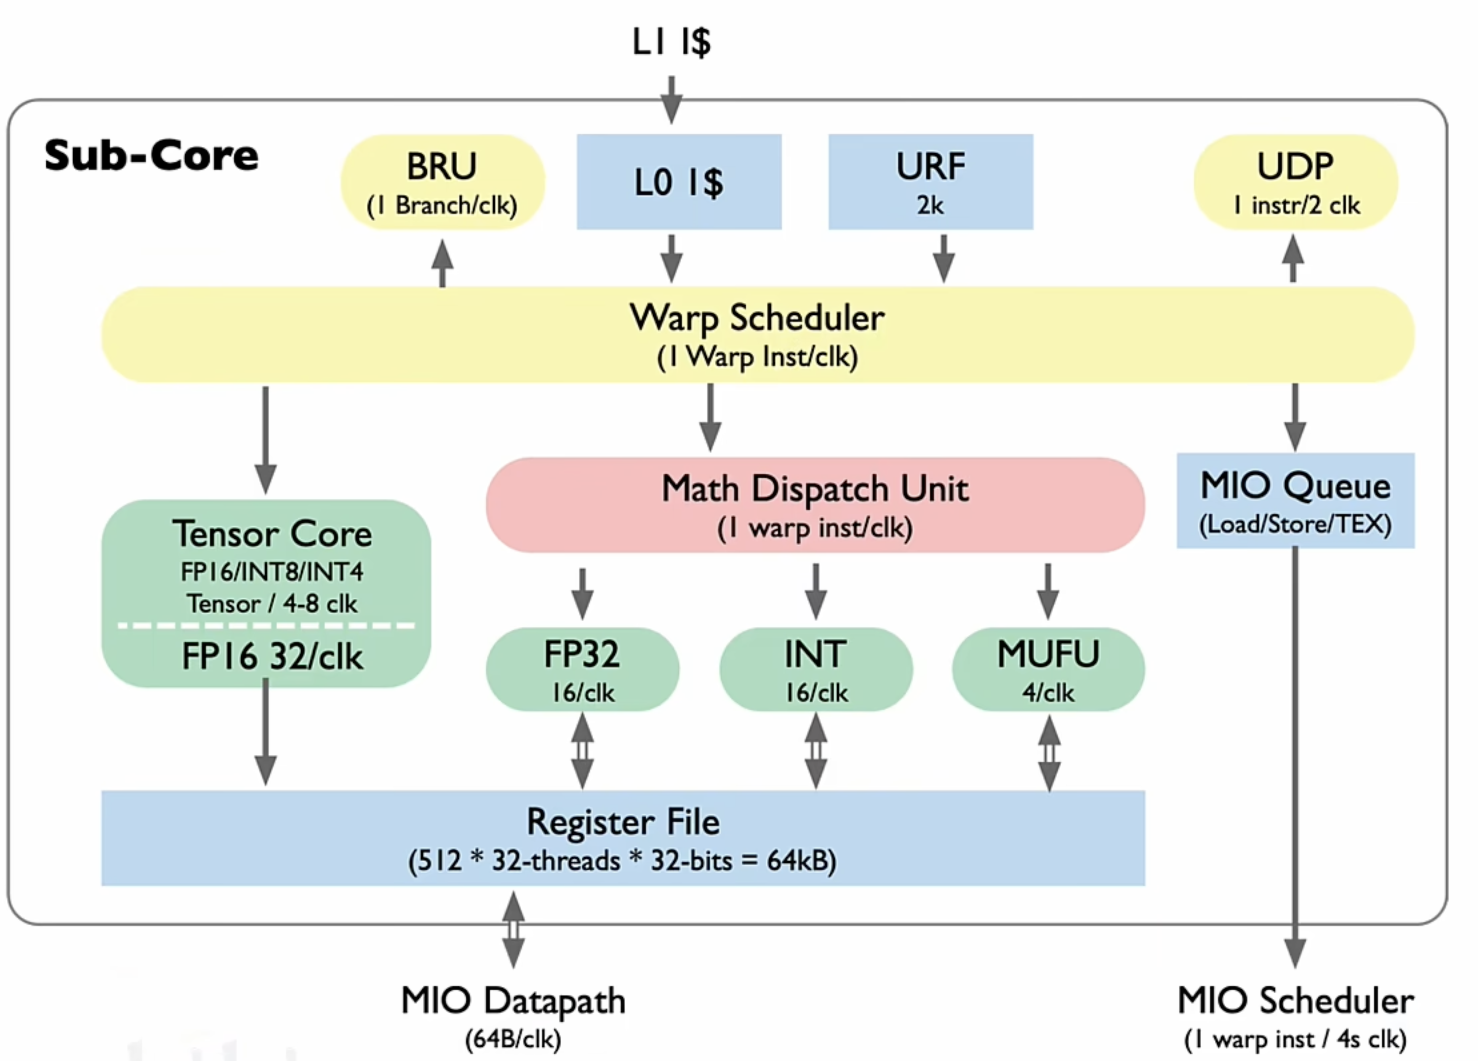 L1 I$
Sub-Core
BRU
(1 Branch/clk)
L0 I$
URF
2k
UDP
1 instr/2 clk
Warp Scheduler
(1 Warp Inst/clk)
Math Dispatch Unit
(1 warp inst/clk)
MIO Queue
(Load/Store/TEX)
Tensor Core
FP16/INT8/INT4
Tensor / 4-8 clk
FP16 32/clk
FP32
16/clk
INT
16/clk
MUFU
4/clk
Register File
(512 * 32-threads * 32-bits = 64kB)
MIO Datapath
(64B/clk)
MIO Scheduler
(1 warp inst / 4s clk)